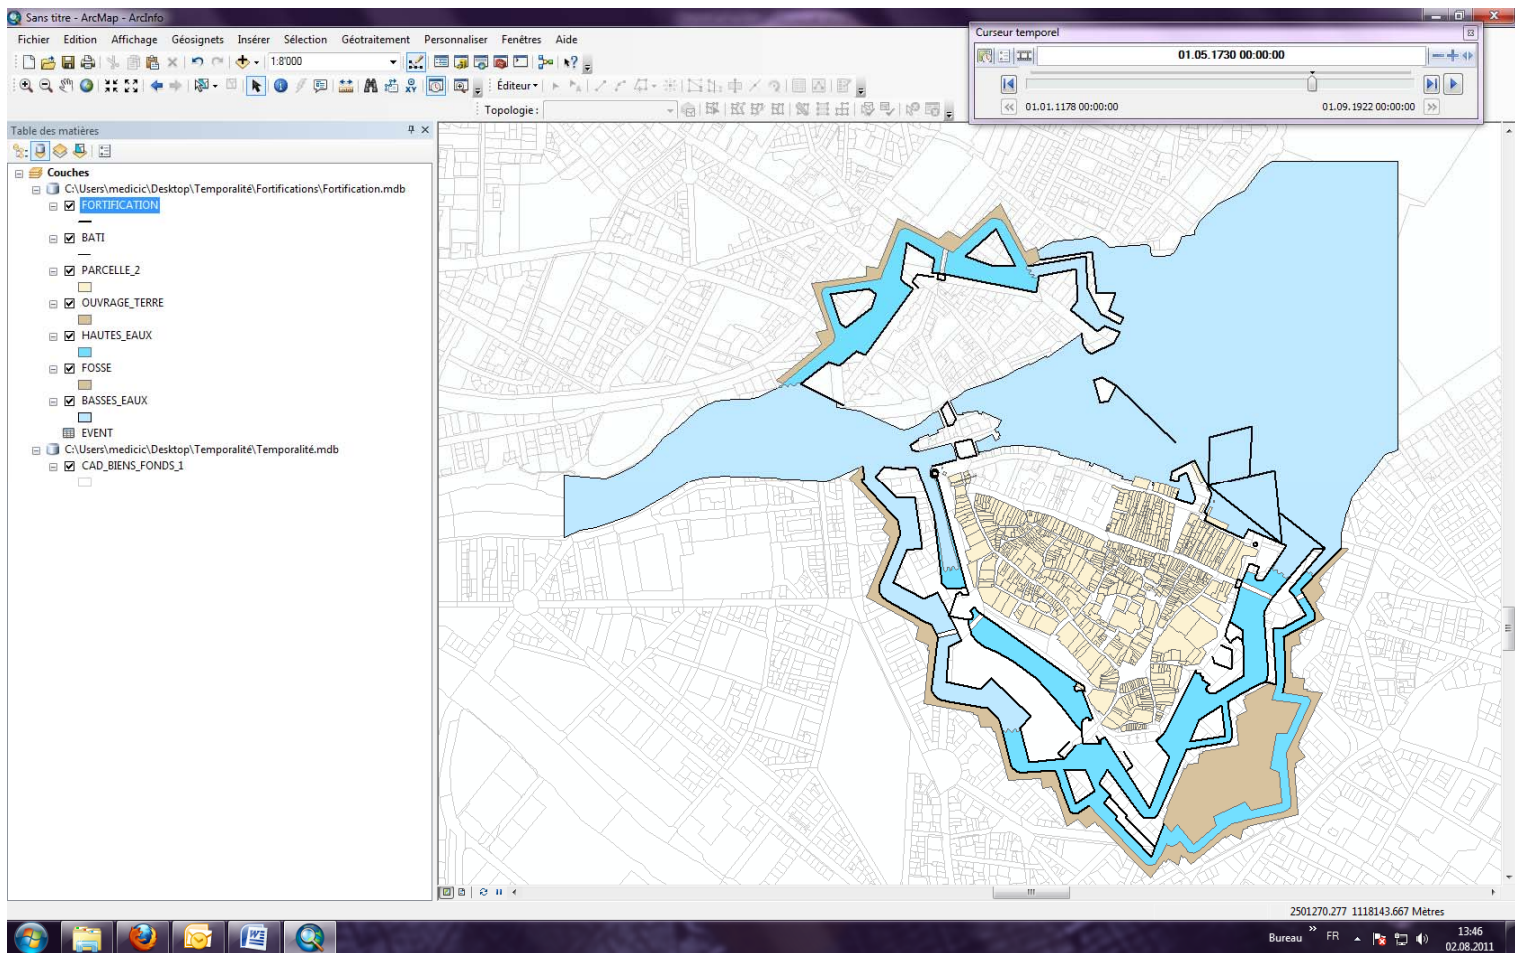 Sans titre - ArcMap - ArcInfo
Fichier Edition Affichage Géosignets Insérer Sélection Géotraitement Personnaliser Fenêtres Aide
1:8'000
Éditeur
Topologie :
Curseur temporel
01.05.1730 00:00:00
01.01.1178 00:00:00 01.09.1922 00:00:00
Table des matières
Couches
C:\Users\medicic\Desktop\Temporalité\Fortifications\Fortification.mdb
FORTIFICATION
BATI
PARCELLE_2
OUVRAGE_TERRE
HAUTES_EAUX
FOSSE
BASSES_EAUX
EVENT
C:\Users\medicic\Desktop\Temporalité\Temporalité.mdb
CAD_BIENS_FONDS_1
2501270.277 1118143.667 Mètres
Bureau FR 13:46
02.08.2011